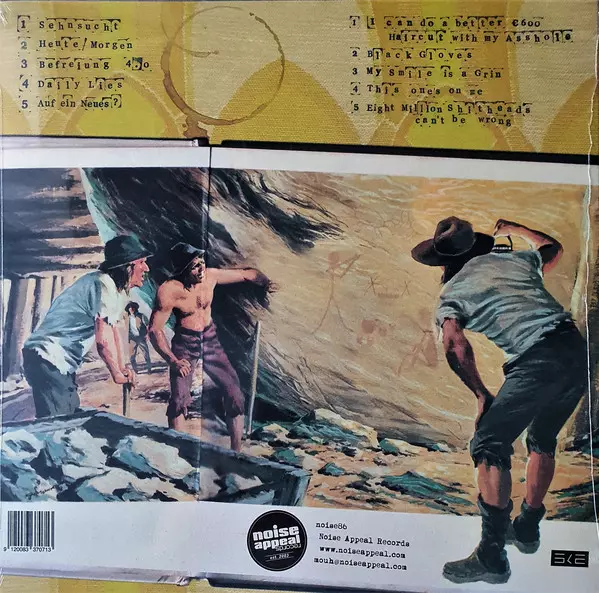 1 Sehnsucht
2 Heute/Morgen
3 Befreiung 4.0
4 Daily Lies
5 Auf ein Neues?
1 I can do a better €600
Haircut with my Asshole
2 Black Gloves
3 My Smile is a Grin
4 This one's on me
5 Eight Million Shitheads
can't be wrong
9 120083 370713
noise
appeal
records
est. 2002
noise86
Noise Appeal Records
www.noiseappeal.com
mouh@noiseappeal.com